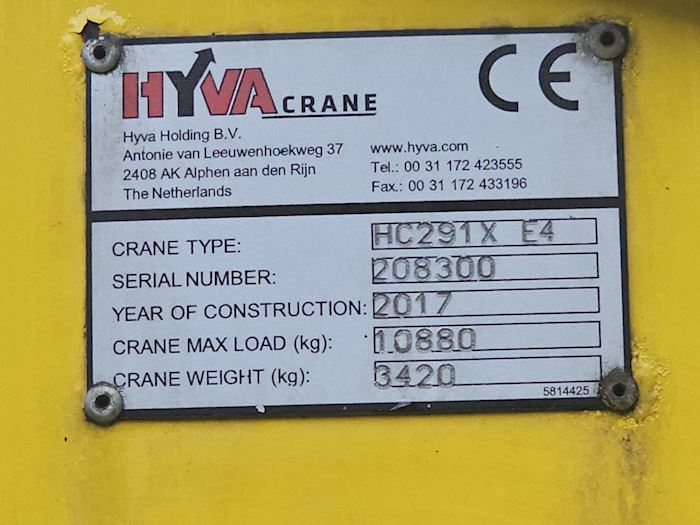 HYVA CRANE
CE
Hyva Holding B.V.
Antonie van Leeuwenhoekweg 37
2408 AK Alphen aan den Rijn
The Netherlands
www.hyva.com
Tel.: 00 31 172 423555
Fax.: 00 31 172 433196
CRANE TYPE: HC291X E4
SERIAL NUMBER: 208300
YEAR OF CONSTRUCTION: 2017
CRANE MAX LOAD (kg): 10880
CRANE WEIGHT (kg): 3420
5814425